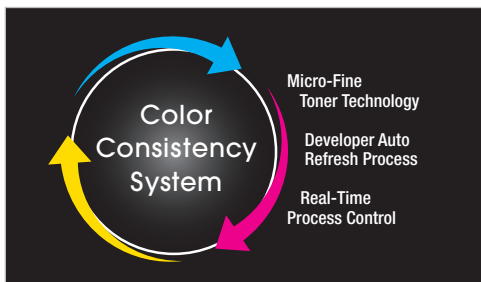 Color
Consistency
System
Micro-Fine
Toner Technology
Developer Auto
Refresh Process
Real-Time
Process Control